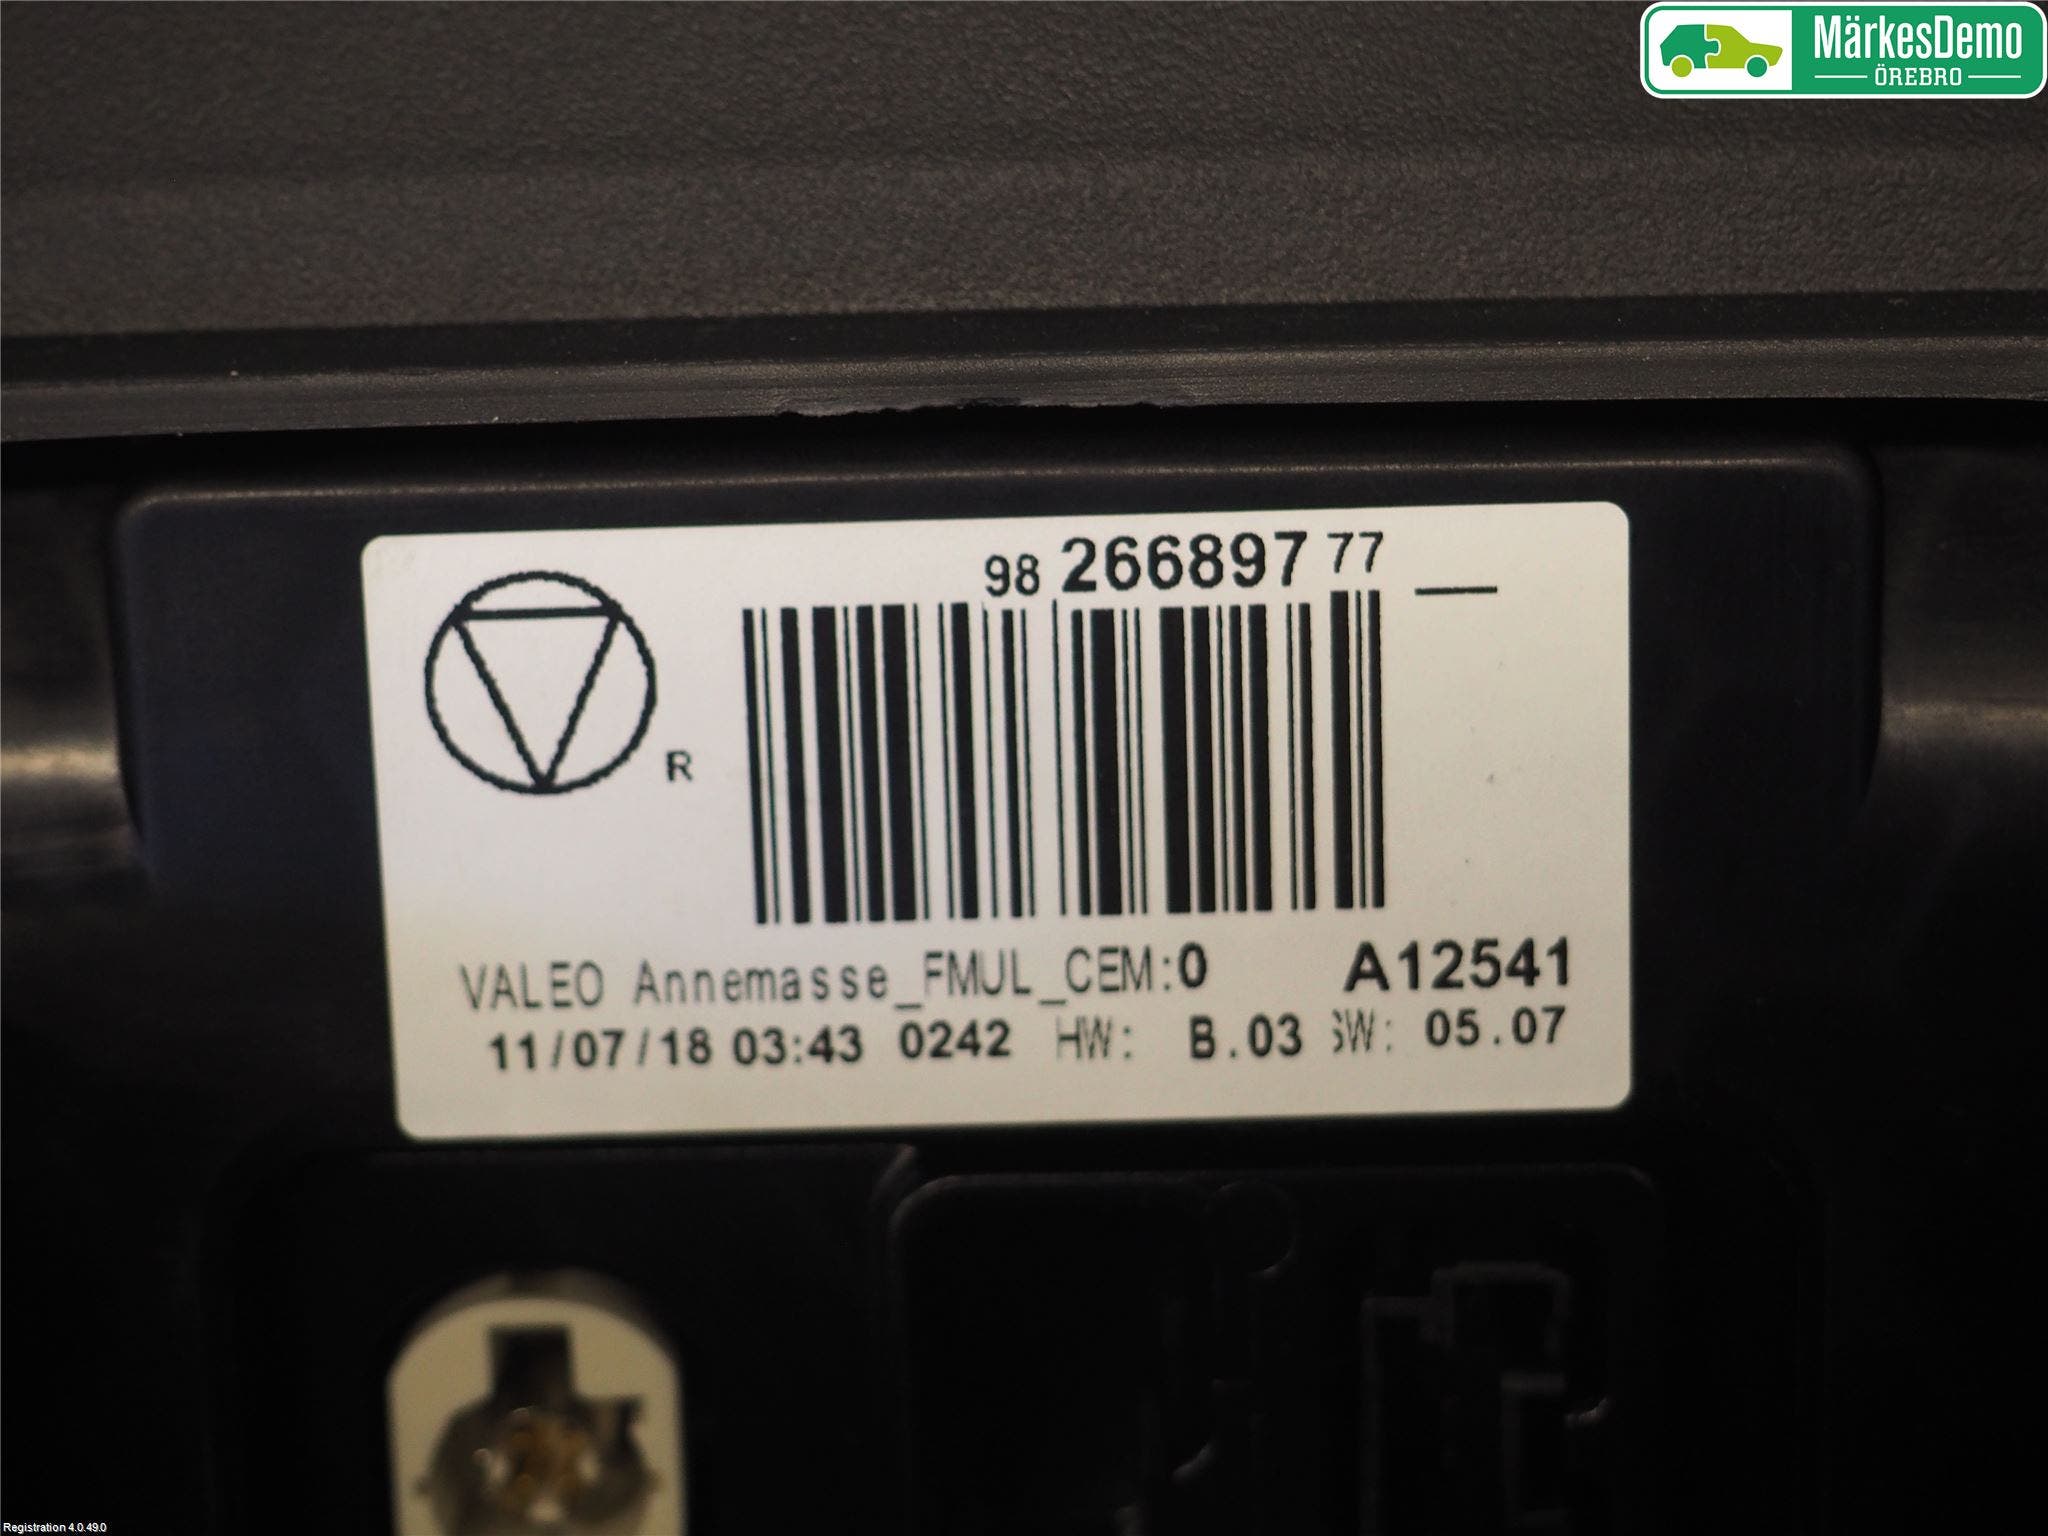 MärkesDemo
ÖREBRO
98 266897 77 __
R
VALEO Annemasse_FMUL_CEM:0 A12541
11/07/18 03:43 0242 HW: B.03 SW: 05.07
Registration 4.0.49.0